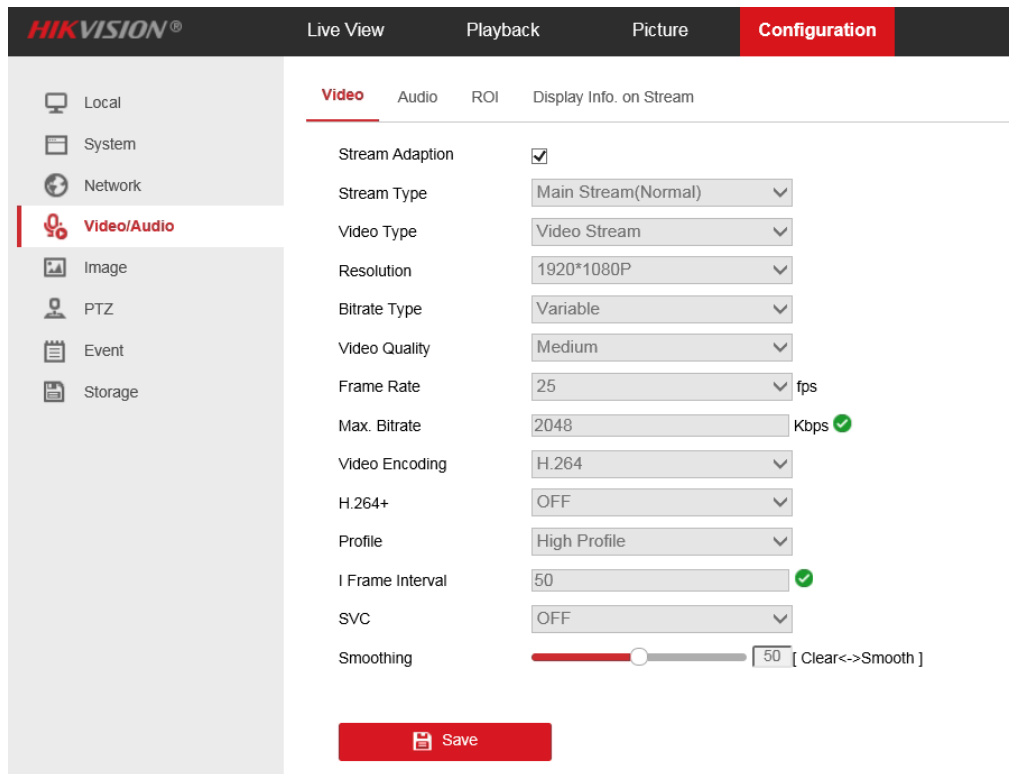 HIKVISION® Live View Playback Picture Configuration
Local
System
Network
Video/Audio
Image
PTZ
Event
Storage
Video Audio ROI Display Info. on Stream
Stream Adaption
Stream Type Main Stream(Normal)
Video Type Video Stream
Resolution 1920*1080P
Bitrate Type Variable
Video Quality Medium
Frame Rate 25 fps
Max. Bitrate 2048 Kbps
Video Encoding H.264
H.264+ OFF
Profile High Profile
I Frame Interval 50
SVC OFF
Smoothing 50 [ Clear<->Smooth ]
Save